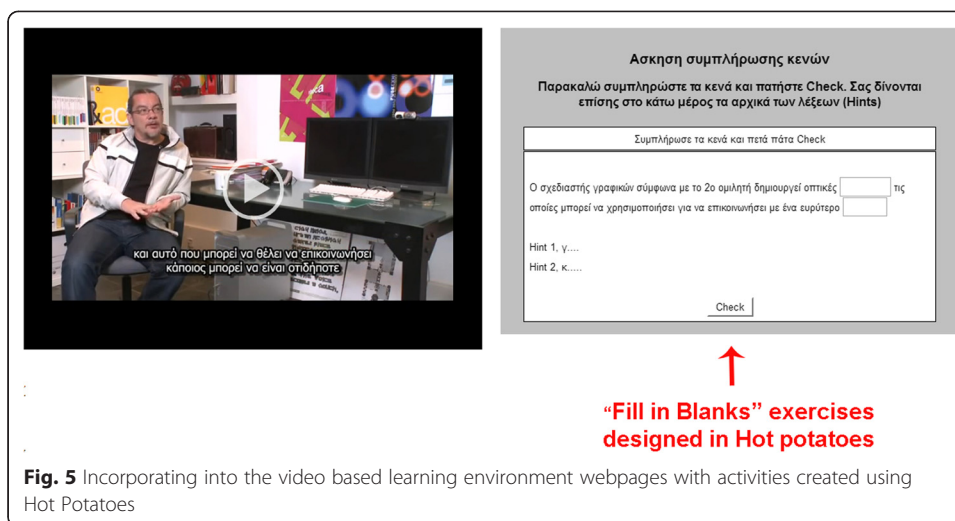 και αυτό που μπορεί να θέλει να επικοινωνήσει
κάποιος μπορεί να είναι οτιδήποτε
Ασκηση συμπλήρωσης κενών
Παρακαλώ συμπληρώστε τα κενά και πατήστε Check. Σας δίνονται
επίσης στο κάτω μέρος τα αρχικά των λέξεων (Hints)
Συμπλήρωσε τα κενά και πετά πάτα Check
Ο σχεδιαστής γραφικών σύμφωνα με το 2ο ομιλητή δημιουργεί οπτικές τις
οποίες μπορεί να χρησιμοποιήσει για να επικοινωνήσει με ένα ευρύτερο
Hint 1, γ....
Hint 2, κ.....
Check
“Fill in Blanks” exercises
designed in Hot potatoes
Fig. 5 Incorporating into the video based learning environment webpages with activities created using
Hot Potatoes